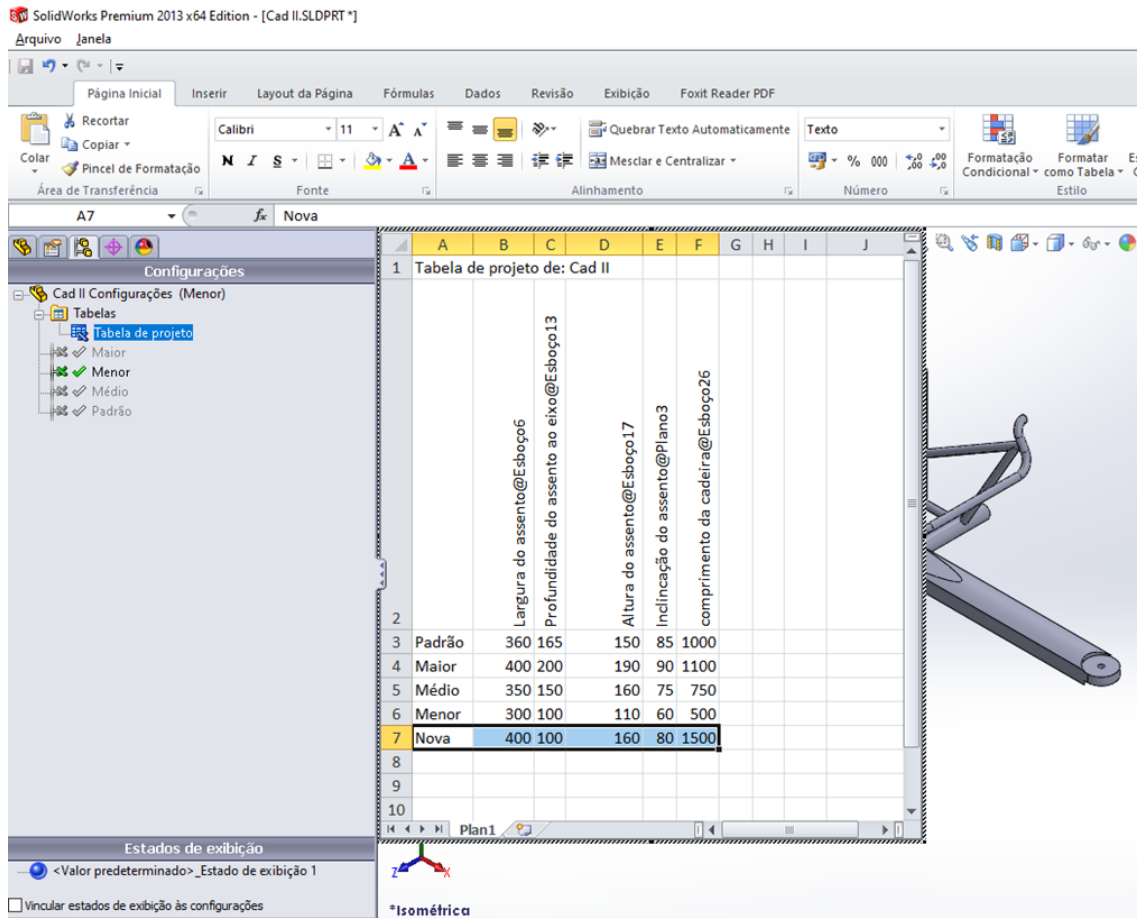 SolidWorks Premium 2013 x64 Edition - [Cad II.SLDPRT *]
Arquivo Janela
Página Inicial Inserir Layout da Página Fórmulas Dados Revisão Exibição Foxit Reader PDF
Colar
Recortar
Copiar
Pincel de Formatação
Área de Transferência
Calibri 11
N I S
Fonte
Quebrar Texto Automaticamente
Mesclar e Centralizar
Alinhamento
Texto
% 000
Número
Formatação Condicional
Formatar como Tabela
Estilo
A7 fx Nova
Configurações
Cad II Configurações (Menor)
Tabelas
Tabela de projeto
Maior
Menor
Médio
Padrão
A B C D E F G H I J
1 Tabela de projeto de: Cad II
2 Largura do assento@Esboço6
Profundidade do assento ao eixo@Esboço13
Altura do assento@Esboço17
Inclincação do assento@Plano3
comprimento da cadeira@Esboço26
3 Padrão 360 165 150 85 1000
4 Maior 400 200 190 90 1100
5 Médio 350 150 160 75 750
6 Menor 300 100 110 60 500
7 Nova 400 100 160 80 1500
8
9
10
Plan1
Estados de exibição
<Valor predeterminado>_Estado de exibição 1
Vincular estados de exibição às configurações
Z X
*Isométrica